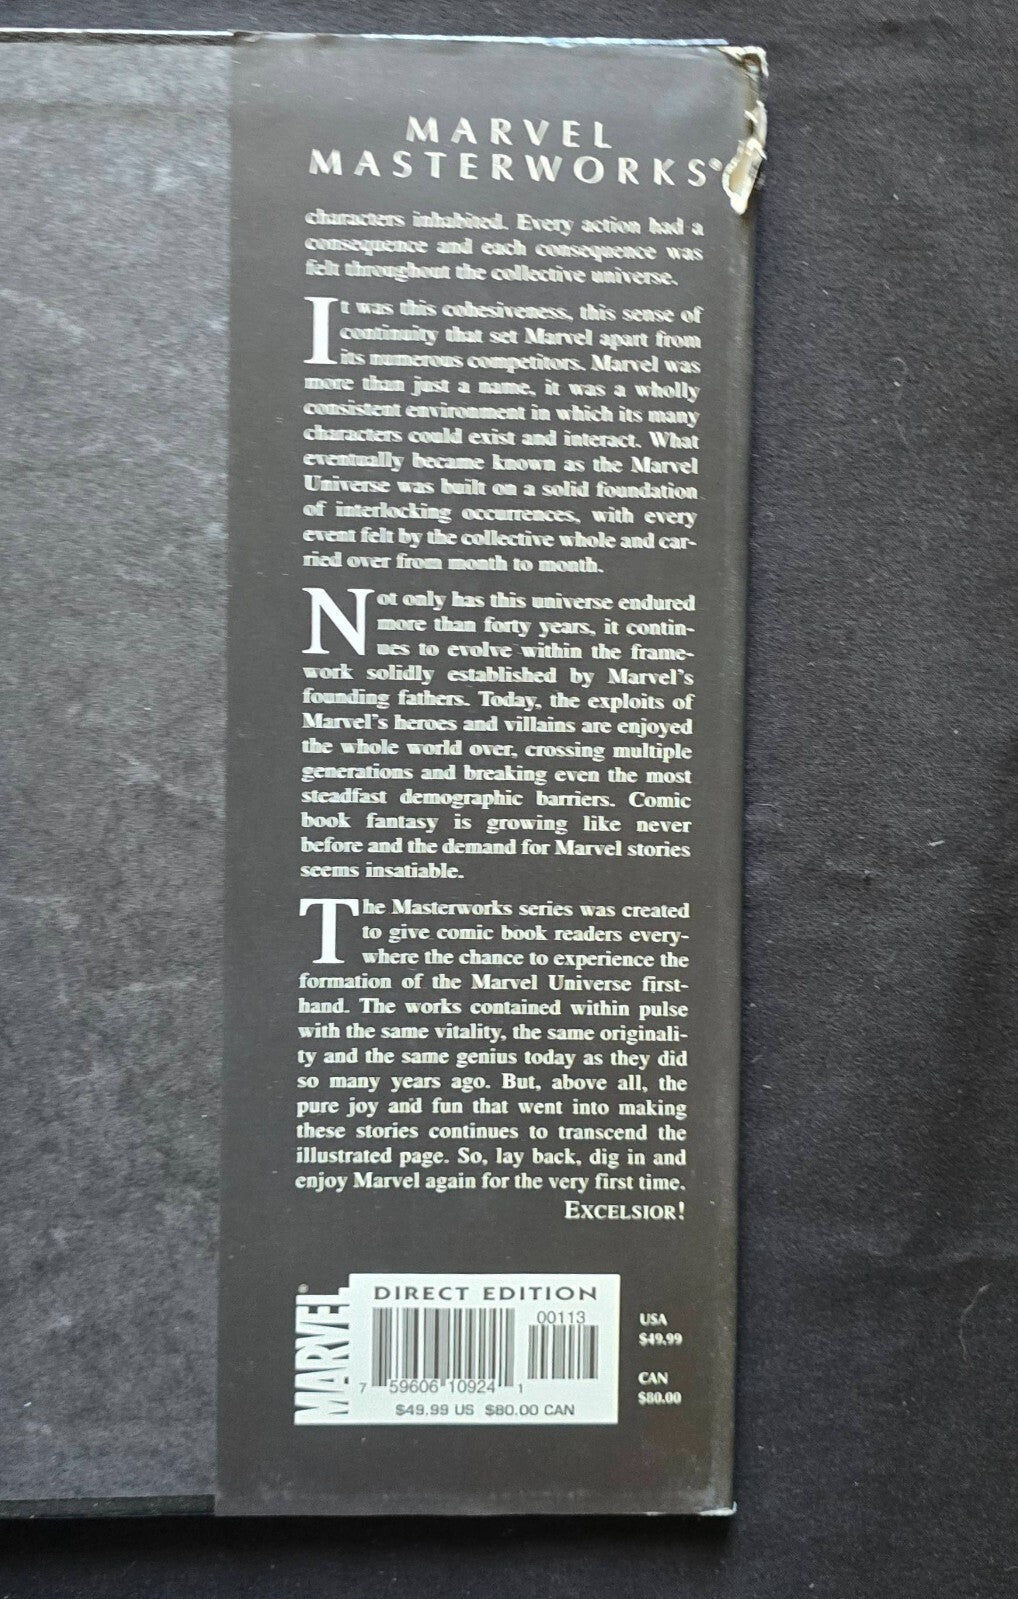 MARVEL
MASTERWORKS®
characters inhabited. Every action had a
consequence and each consequence was
felt throughout the collective universe.
It was this cohesiveness, this sense of
continuity that set Marvel apart from
its numerous competitors. Marvel was
more than just a name, it was a wholly
consistent environment in which its many
characters could exist and interact. What
eventually became known as the Marvel
Universe was built on a solid foundation
of interlocking occurrences, with every
event felt by the collective whole and car-
ried over from month to month.
Not only has this universe endured
more than forty years, it contin-
ues to evolve within the frame-
work solidly established by Marvel's
founding fathers. Today, the exploits of
Marvel's heroes and villains are enjoyed
the whole world over, crossing multiple
generations and breaking even the most
steadfast demographic barriers. Comic
book fantasy is growing like never
before and the demand for Marvel stories
seems insatiable.
The Masterworks series was created
to give comic book readers every-
where the chance to experience the
formation of the Marvel Universe first-
hand. The works contained within pulse
with the same vitality, the same originali-
ty and the same genius today as they did
so many years ago. But, above all, the
pure joy and fun that went into making
these stories continues to transcend the
illustrated page. So, lay back, dig in and
enjoy Marvel again for the very first time.
EXCELSIOR!
MARVEL®
DIRECT EDITION
00113
7 59606 10924 1
$49.99 US $80.00 CAN
USA
$49.99
CAN
$80.00